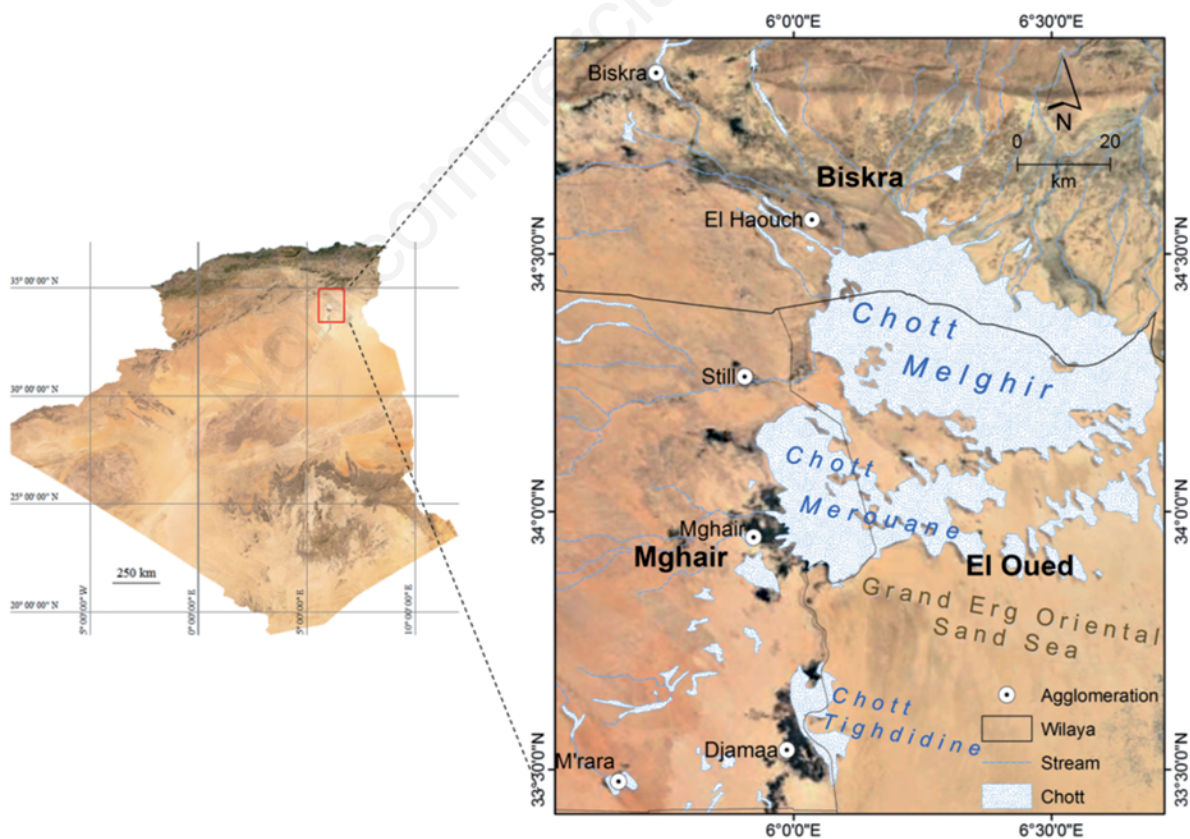 6°0'0"E 6°30'0"E
Biskra
N
0 20
km
Biskra
El Haouch
34°30'0"N 34°30'0"N
Chott
Melghir
Still
Chott
Merouane
34°0'0"N 34°0'0"N
Mghair
Mghair
El Oued
Grand Erg Oriental
Sand Sea
Chott
Tighdidine
Djamaa
M'rara
33°30'0"N 33°30'0"N
Agglomeration
Wilaya
Stream
Chott
6°0'0"E 6°30'0"E
35°00'00" N
30°00'00" N
25°00'00" N
20°00'00" N
250 km
5°00'00" W 0°00'00" E 5°00'00" E 10°00'00" E